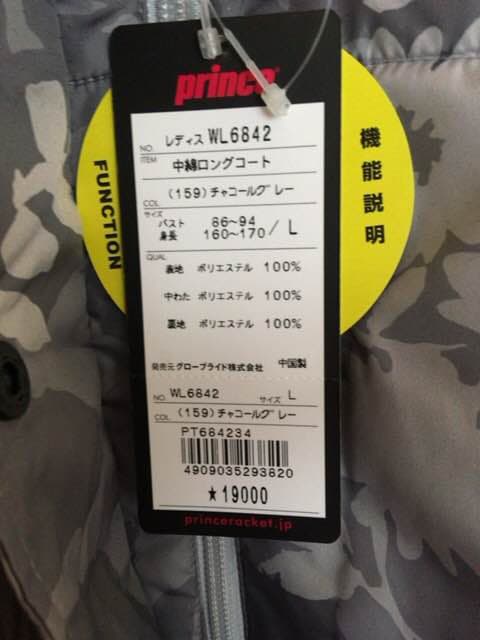 prince
NO. レディス WL6842
ITEM 中綿ロングコート
COL (159) チャコールグレー
サイズ
バスト 86~94
身長 160~170 / L
QUAL
表地 ポリエステル 100%
中わた ポリエステル 100%
裏地 ポリエステル 100%
発売元 グローブライド株式会社 中国製
NO. WL6842 サイズ L
COL (159) チャコールグレー
PT684234
4909035293820
★19000
princeracket.jp
FUNCTION
機能説明